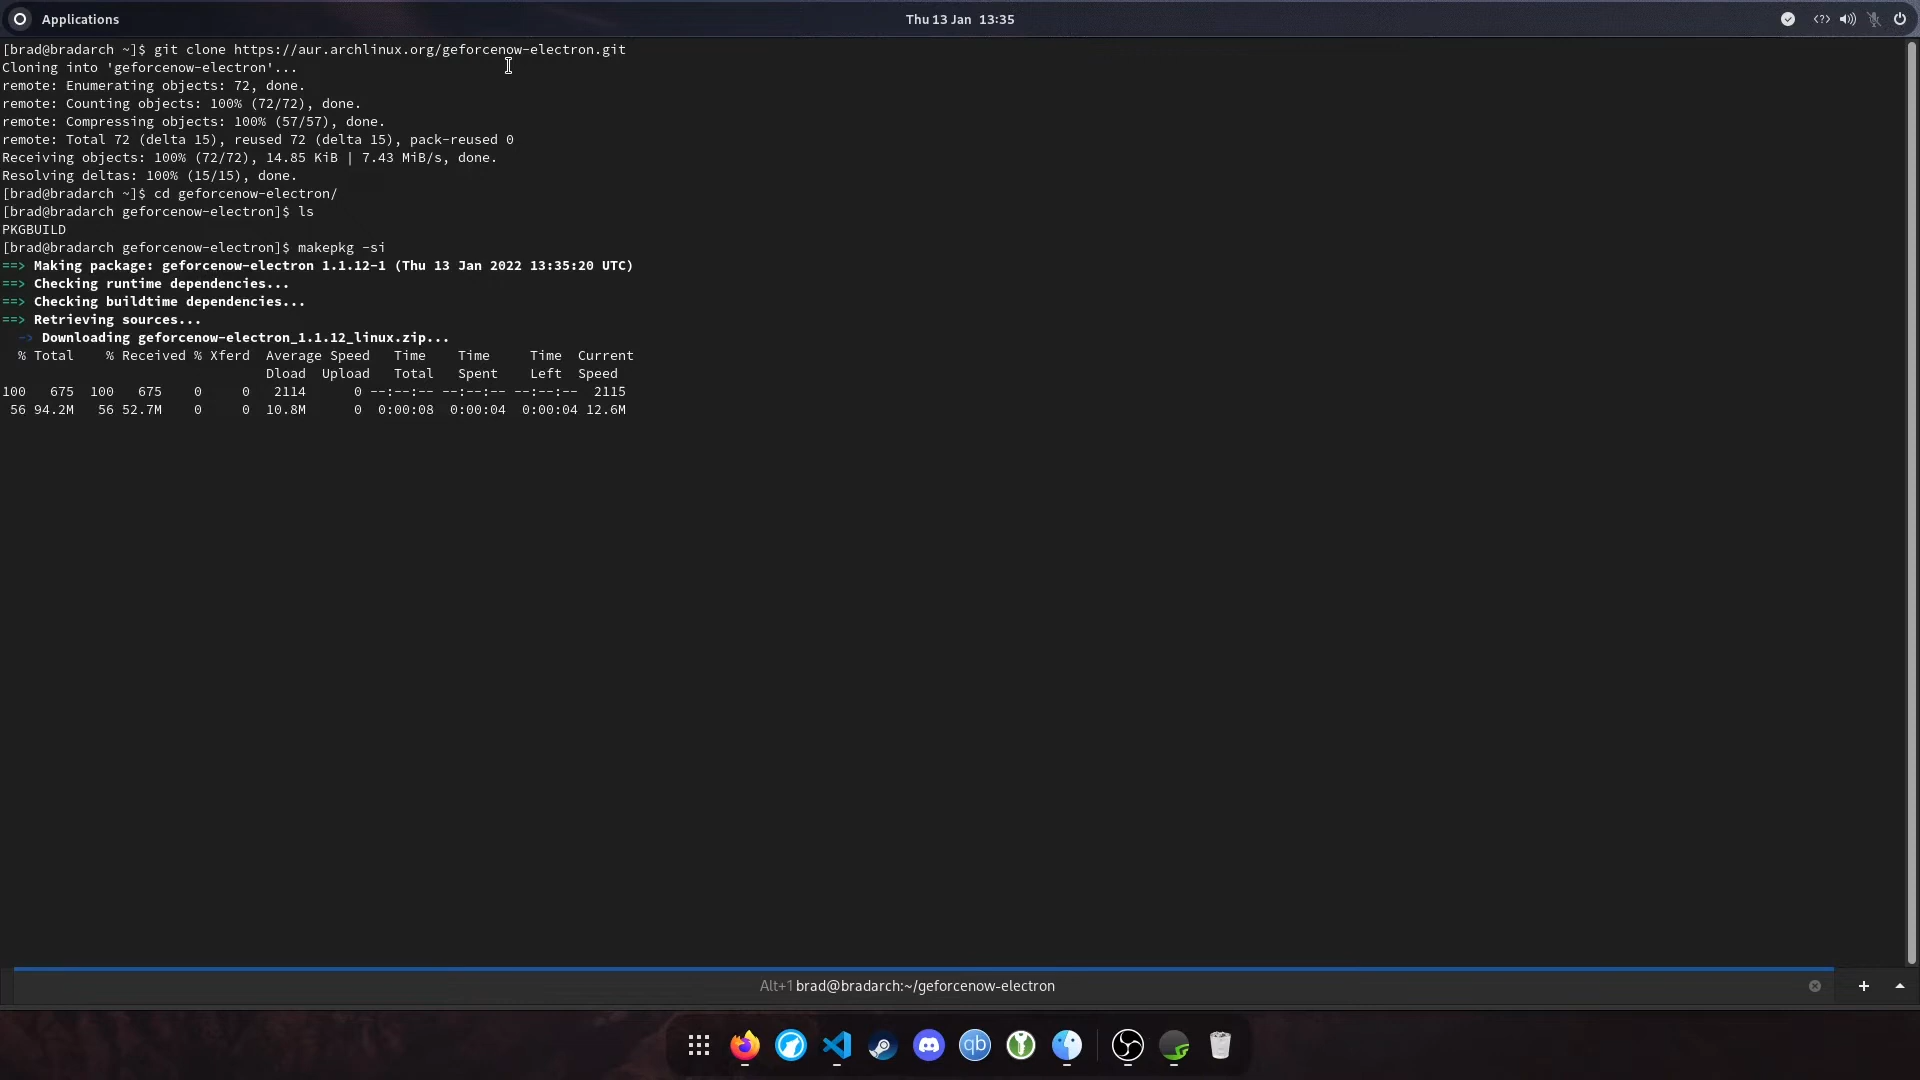 Applications
Thu 13 Jan 13:35
[brad@bradarch ~]$ git clone https://aur.archlinux.org/geforcenow-electron.git
Cloning into 'geforcenow-electron'...
remote: Enumerating objects: 72, done.
remote: Counting objects: 100% (72/72), done.
remote: Compressing objects: 100% (57/57), done.
remote: Total 72 (delta 15), reused 72 (delta 15), pack-reused 0
Receiving objects: 100% (72/72), 14.85 KiB | 7.43 MiB/s, done.
Resolving deltas: 100% (15/15), done.
[brad@bradarch ~]$ cd geforcenow-electron/
[brad@bradarch geforcenow-electron]$ ls
PKGBUILD
[brad@bradarch geforcenow-electron]$ makepkg -si
==> Making package: geforcenow-electron 1.1.12-1 (Thu 13 Jan 2022 13:35:20 UTC)
==> Checking runtime dependencies...
==> Checking buildtime dependencies...
==> Retrieving sources...
  -> Downloading geforcenow-electron_1.1.12_linux.zip...
  % Total    % Received % Xferd  Average Speed   Time    Time     Time  Current
                                 Dload  Upload   Total   Spent    Left  Speed
100   675  100   675    0     0   2114      0 --:--:-- --:--:-- --:--:--  2115
 56 94.2M   56 52.7M    0     0  10.8M      0  0:00:08  0:00:04  0:00:04 12.6M
Alt+1 brad@bradarch:~/geforcenow-electron
qb